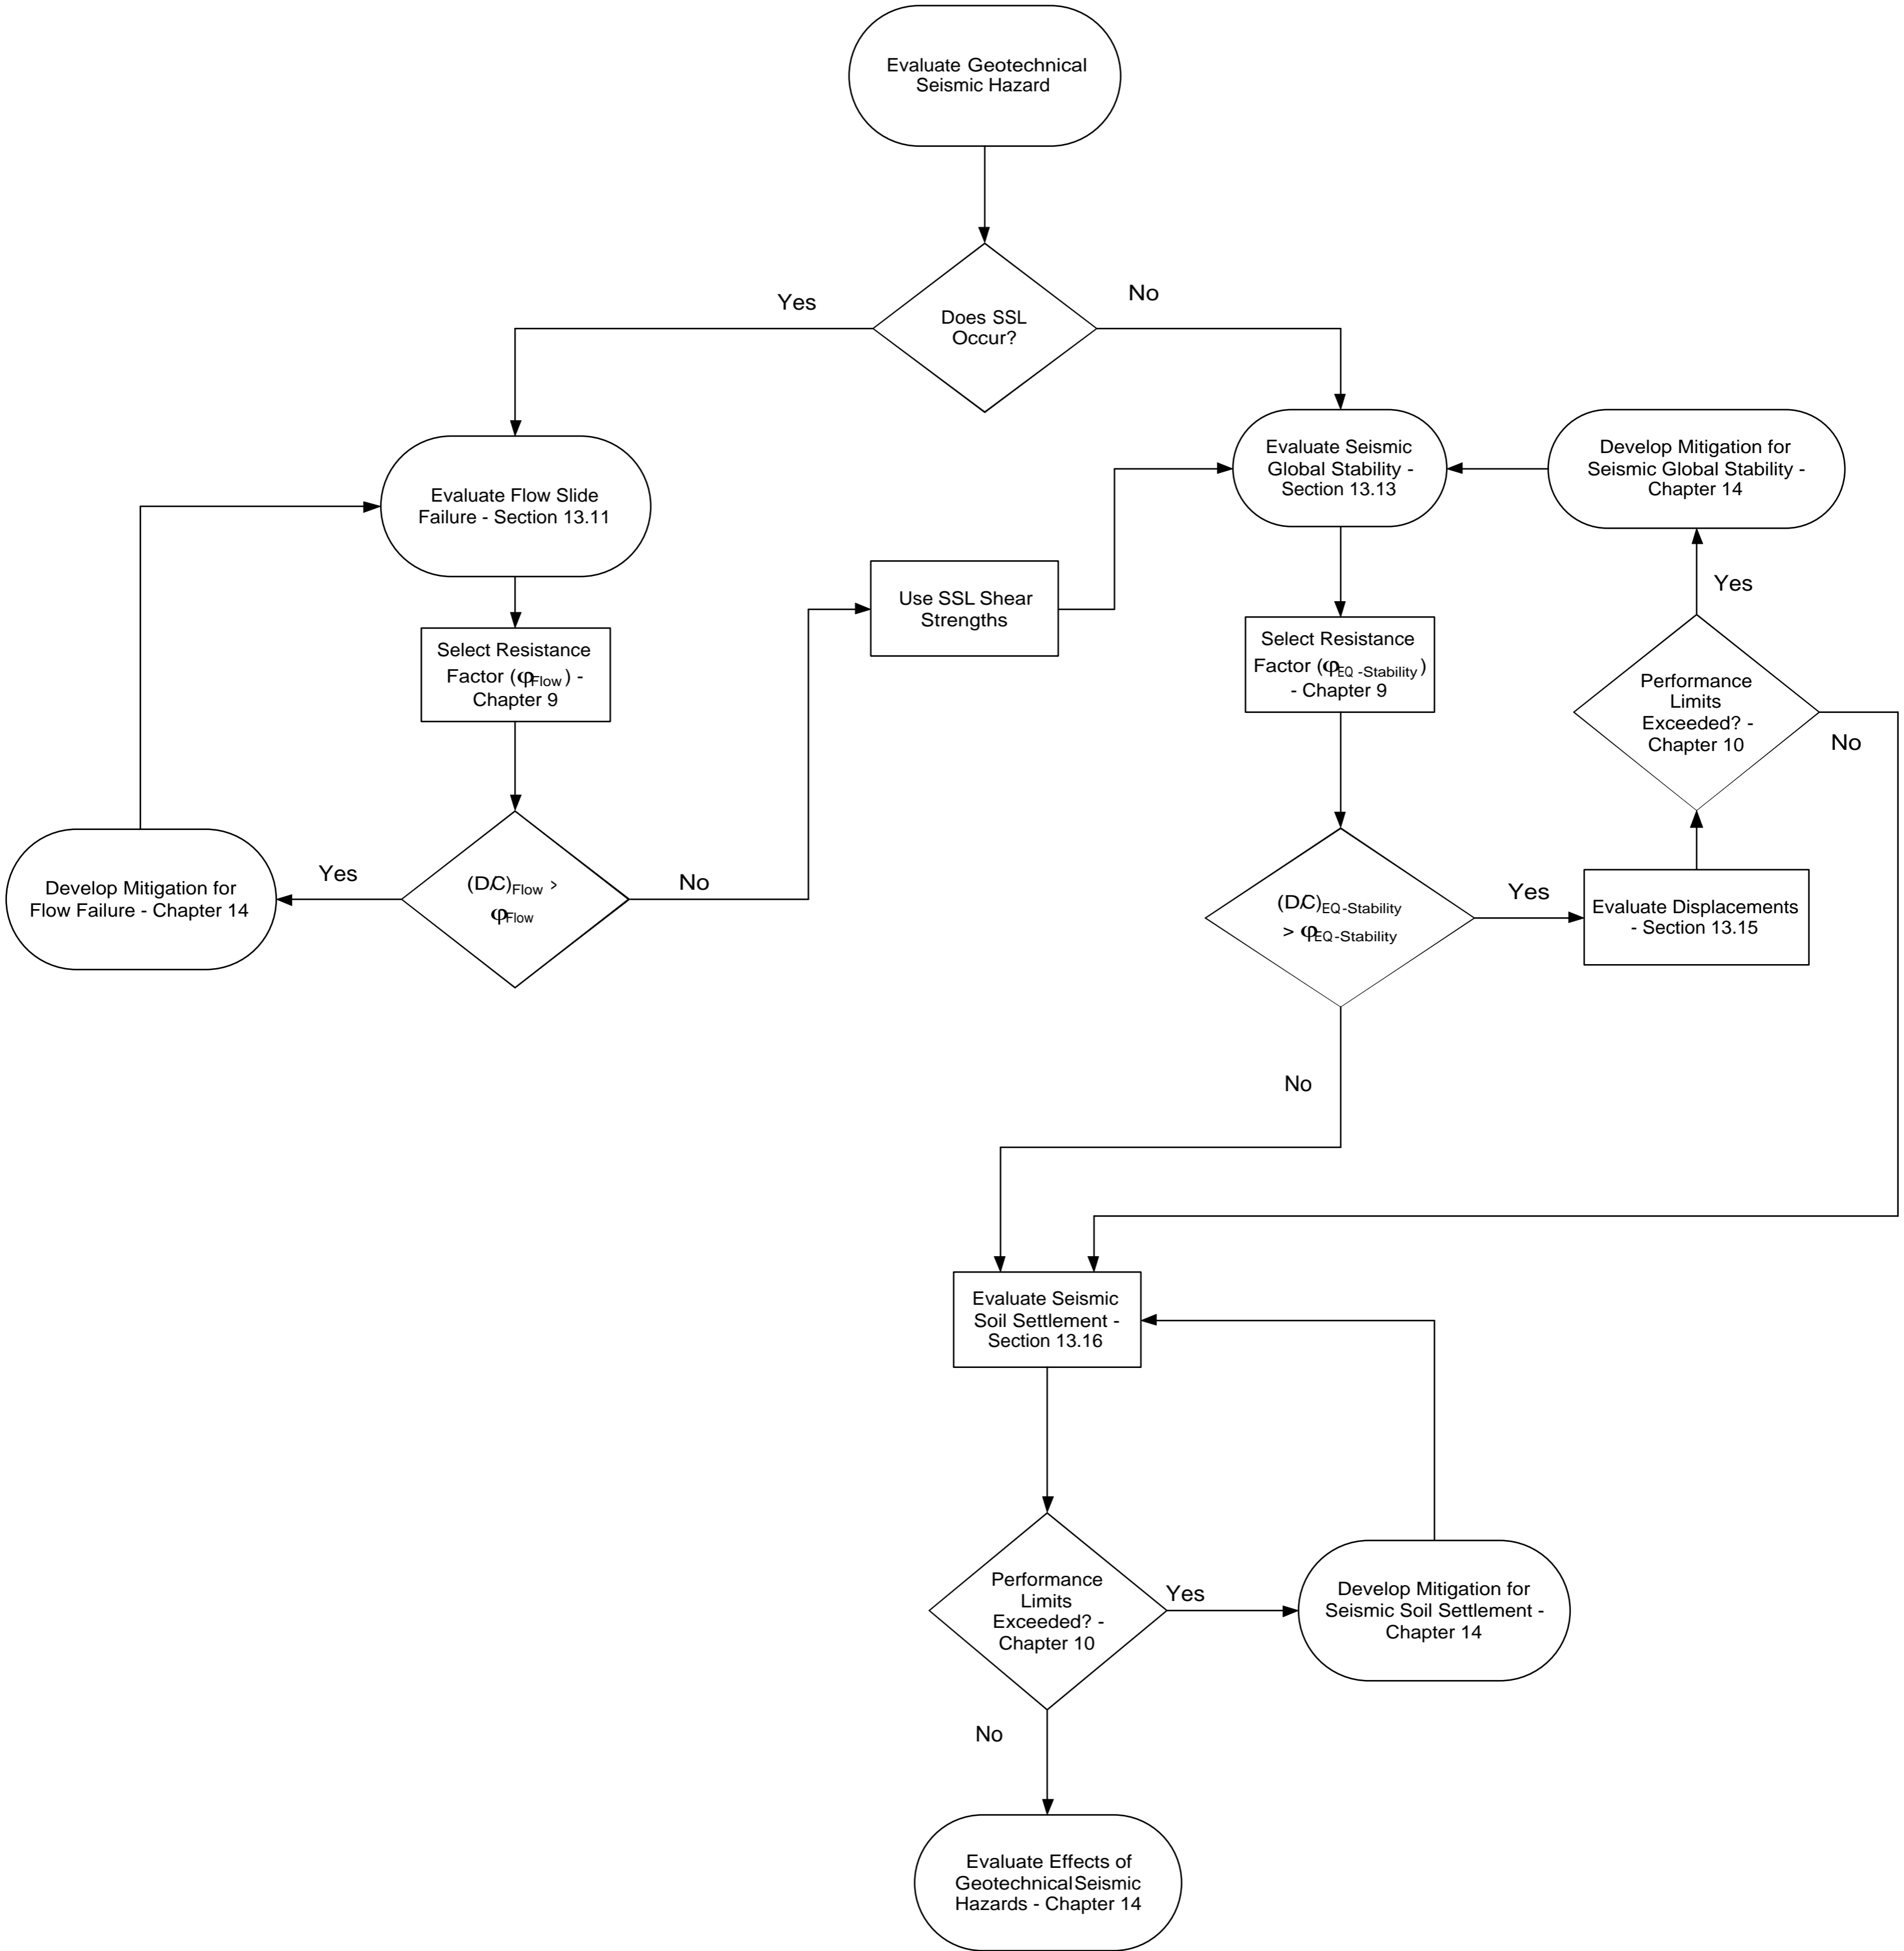 Evaluate Geotechnical
Seismic Hazard
Does SSL
Occur?
Yes
No
Evaluate Flow Slide
Failure - Section 13.11
Select Resistance
Factor (φFlow) -
Chapter 9
(D/C)Flow >
φFlow
Yes
No
Develop Mitigation for
Flow Failure - Chapter 14
Use SSL Shear
Strengths
Evaluate Seismic
Global Stability -
Section 13.13
Select Resistance
Factor (φEQ-Stability)
- Chapter 9
(D/C)EQ-Stability
> φEQ-Stability
Yes
No
Evaluate Displacements
- Section 13.15
Performance
Limits
Exceeded? -
Chapter 10
Yes
No
Develop Mitigation for
Seismic Global Stability -
Chapter 14
Evaluate Seismic
Soil Settlement -
Section 13.16
Performance
Limits
Exceeded? -
Chapter 10
Yes
No
Develop Mitigation for
Seismic Soil Settlement -
Chapter 14
Evaluate Effects of
Geotechnical Seismic
Hazards - Chapter 14